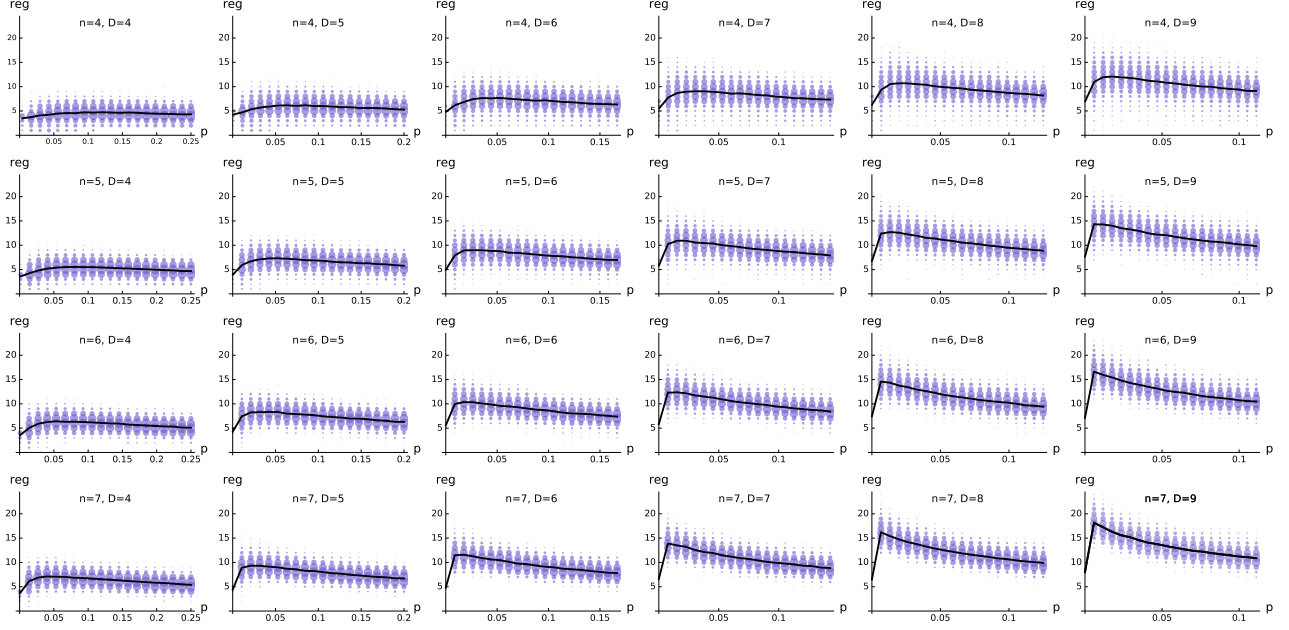 reg reg reg reg reg reg
n=4, D=4 n=4, D=5 n=4, D=6 n=4, D=7 n=4, D=8 n=4, D=9
20 20 20 20 20 20
15 15 15 15 15 15
10 10 10 10 10 10
5 5 5 5 5 5
p p p p p p
0.05 0.1 0.15 0.2 0.25 0.05 0.1 0.15 0.2 0.05 0.1 0.15 0.05 0.1 0.05 0.1 0.05 0.1
reg reg reg reg reg reg
n=5, D=4 n=5, D=5 n=5, D=6 n=5, D=7 n=5, D=8 n=5, D=9
20 20 20 20 20 20
15 15 15 15 15 15
10 10 10 10 10 10
5 5 5 5 5 5
p p p p p p
0.05 0.1 0.15 0.2 0.25 0.05 0.1 0.15 0.2 0.05 0.1 0.15 0.05 0.1 0.05 0.1 0.05 0.1
reg reg reg reg reg reg
n=6, D=4 n=6, D=5 n=6, D=6 n=6, D=7 n=6, D=8 n=6, D=9
20 20 20 20 20 20
15 15 15 15 15 15
10 10 10 10 10 10
5 5 5 5 5 5
p p p p p p
0.05 0.1 0.15 0.2 0.25 0.05 0.1 0.15 0.2 0.05 0.1 0.15 0.05 0.1 0.05 0.1 0.05 0.1
reg reg reg reg reg reg
n=7, D=4 n=7, D=5 n=7, D=6 n=7, D=7 n=7, D=8 n=7, D=9
20 20 20 20 20 20
15 15 15 15 15 15
10 10 10 10 10 10
5 5 5 5 5 5
p p p p p p
0.05 0.1 0.15 0.2 0.25 0.05 0.1 0.15 0.2 0.05 0.1 0.15 0.05 0.1 0.05 0.1 0.05 0.1